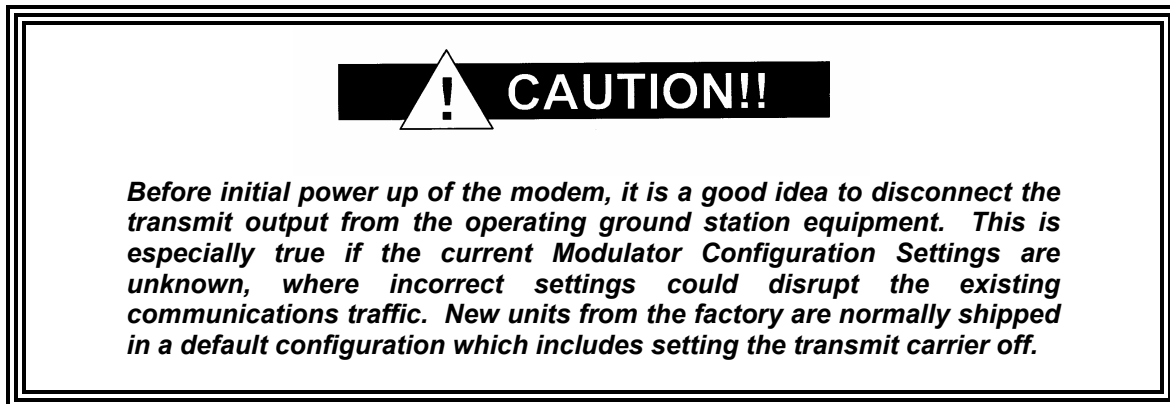 ! CAUTION!!
Before initial power up of the modem, it is a good idea to disconnect the
transmit output from the operating ground station equipment. This is
especially true if the current Modulator Configuration Settings are
unknown, where incorrect settings could disrupt the existing
communications traffic. New units from the factory are normally shipped
in a default configuration which includes setting the transmit carrier off.